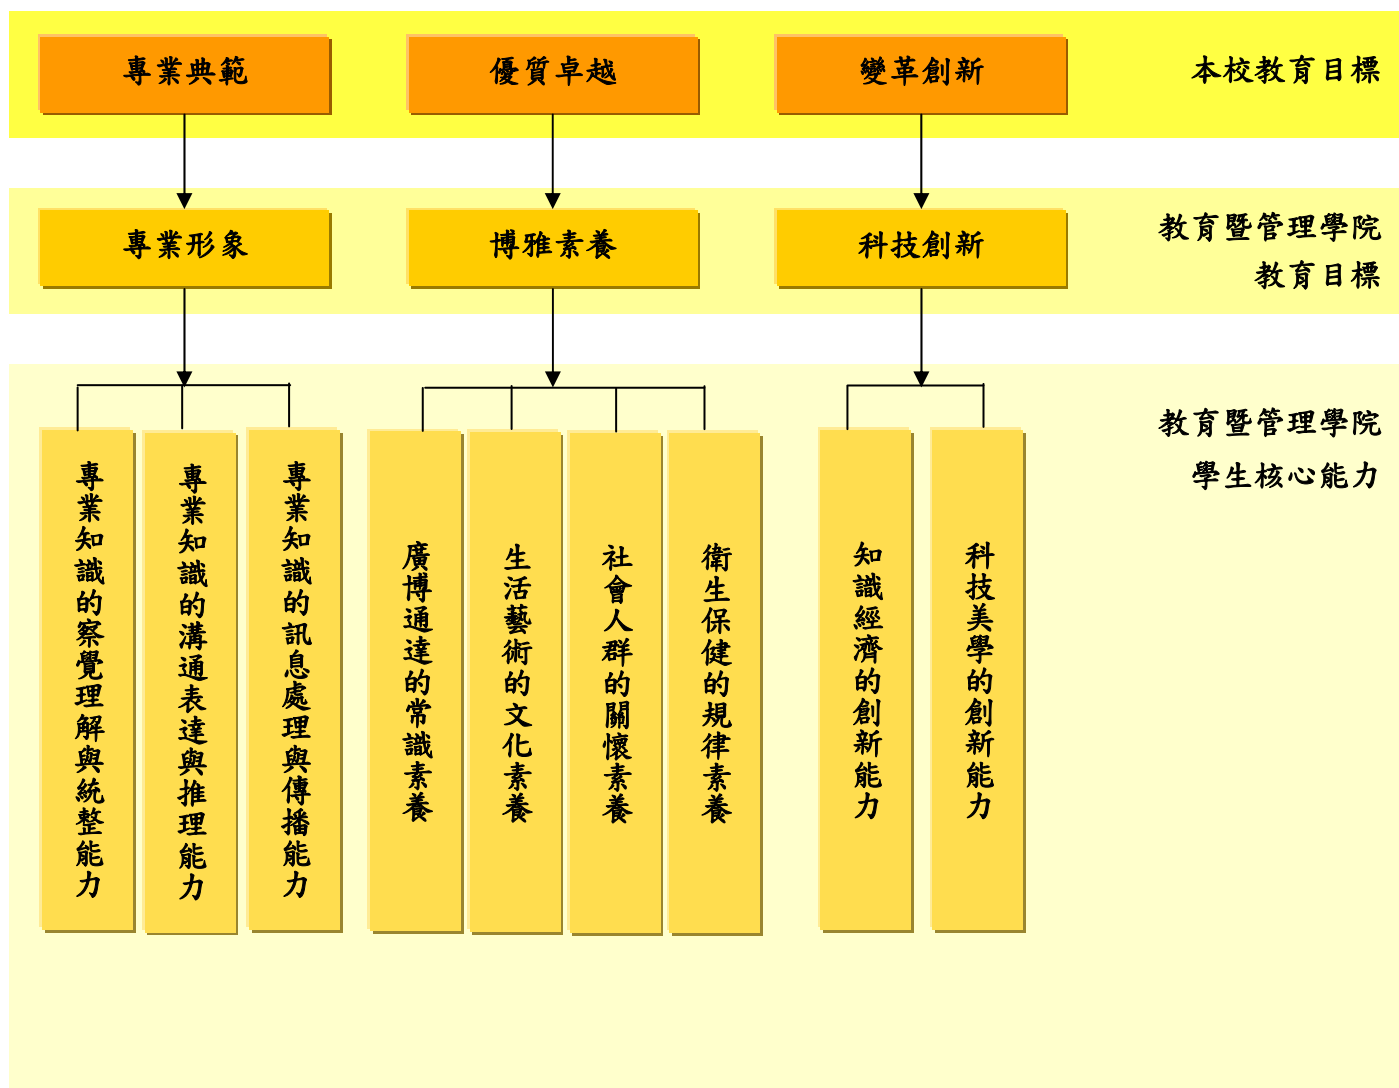 專業典範
優質卓越
變革創新
本校教育目標
專業形象
博雅素養
科技創新
教育暨管理學院
教育目標
教育暨管理學院
學生核心能力
專業知識的察覺理解與統整能力
專業知識的溝通表達與推理能力
專業知識的訊息處理與傳播能力
廣博通達的常識素養
生活藝術的文化素養
社會人群的關懷素養
衛生保健的規律素養
知識經濟的創新能力
科技美學的創新能力